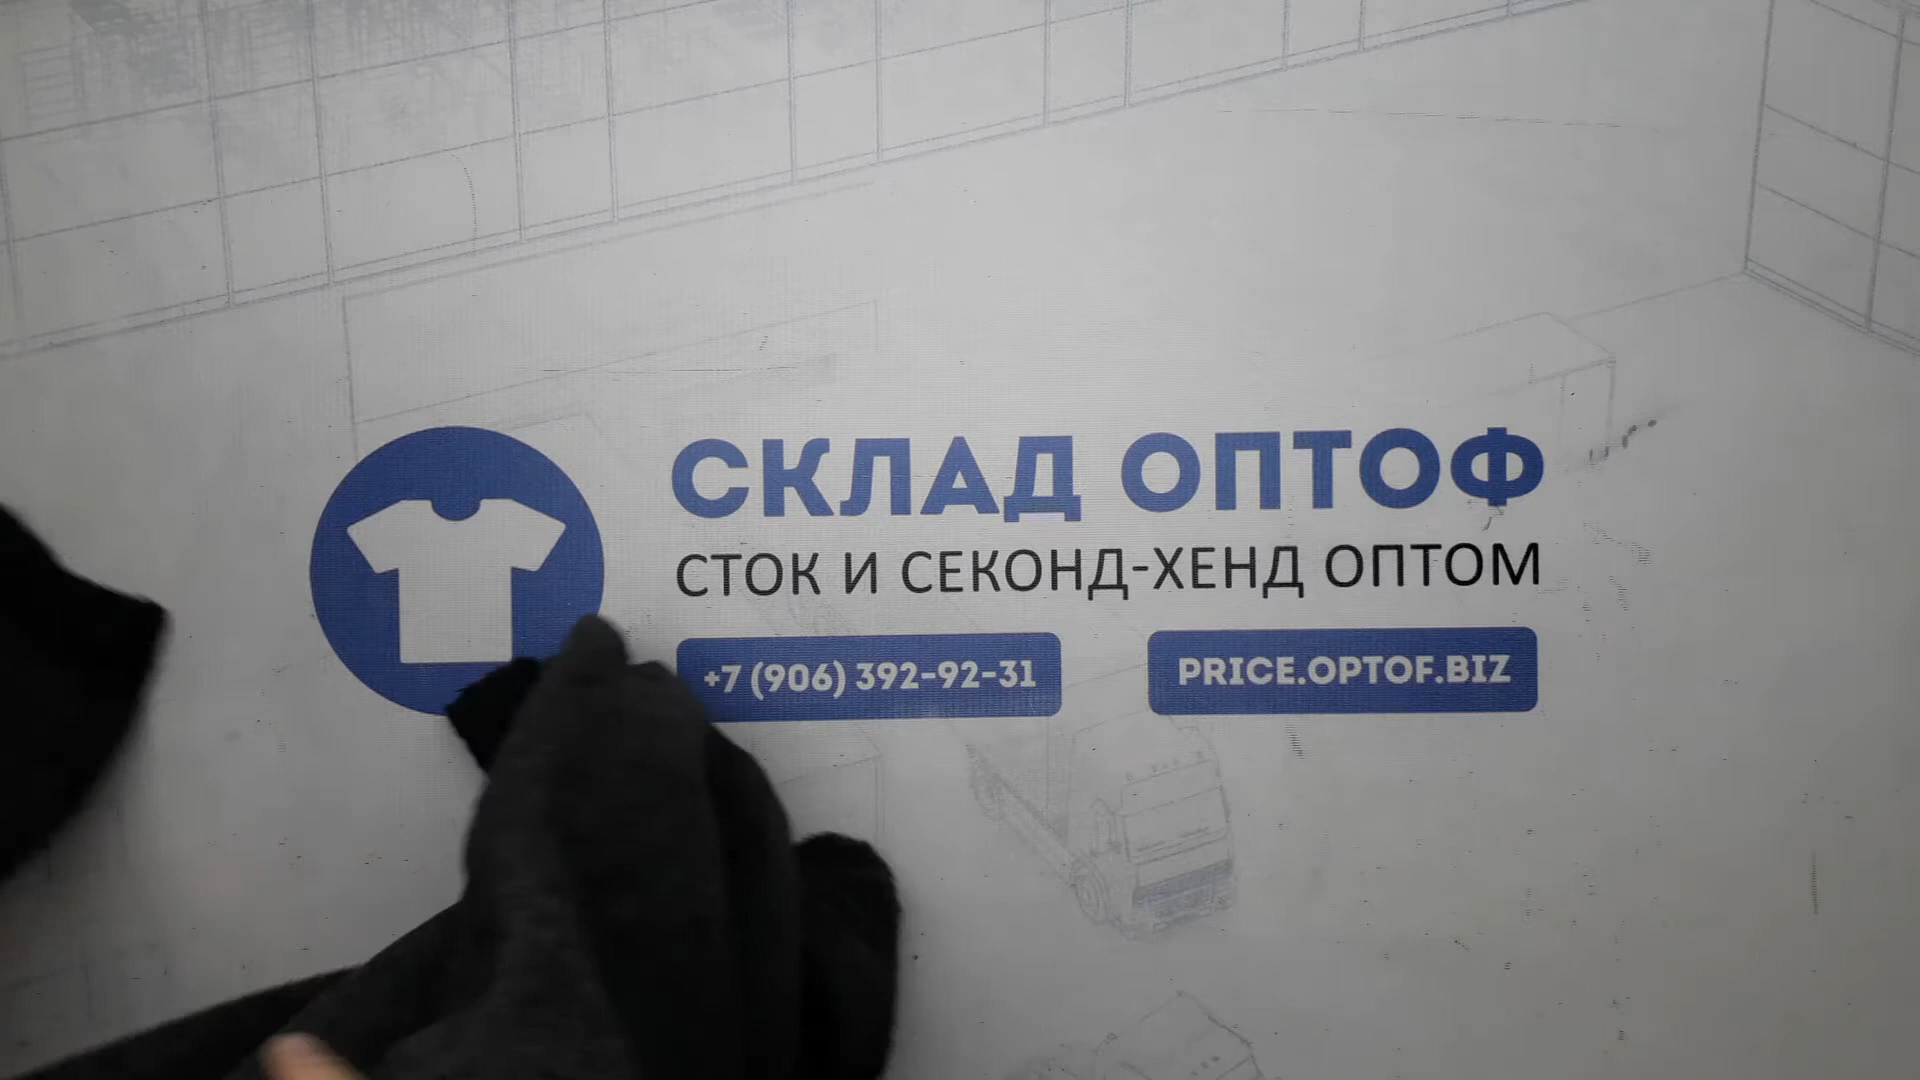 СКЛАД ОПТОФ
СТОК И СЕКОНД-ХЕНД ОПТОМ
+7 (906) 392-92-31
PRICE.OPTOF.BIZ